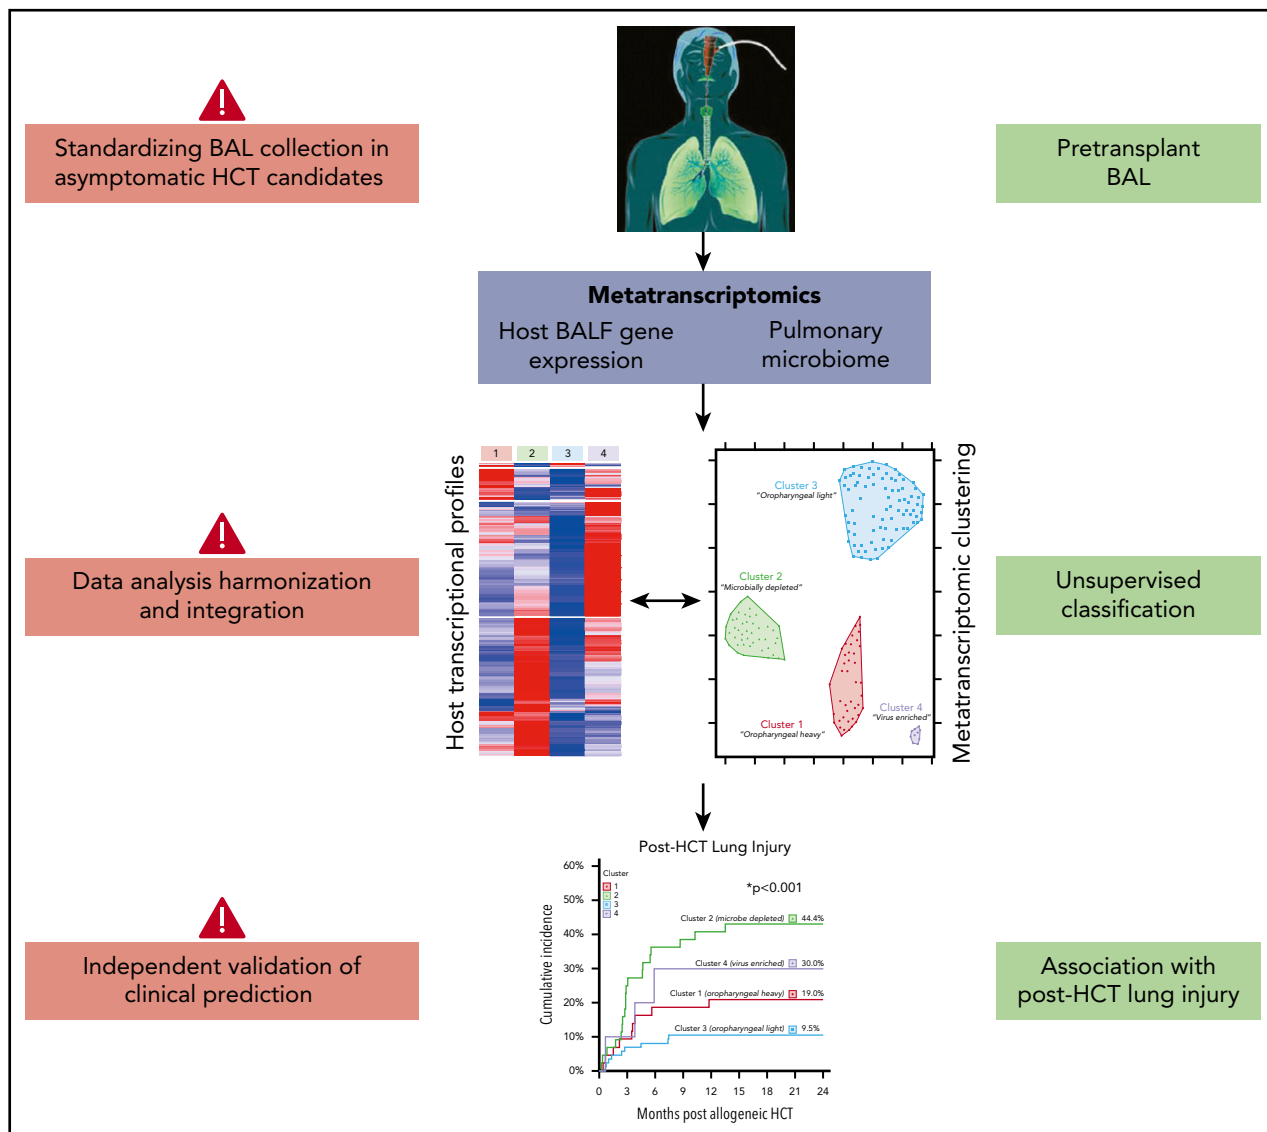 Standardizing BAL collection in
asymptomatic HCT candidates
Pretransplant
BAL
Metatranscriptomics
Host BALF gene
expression
Pulmonary
microbiome
Host transcriptional profiles
1 2 3 4
Cluster 3
"Oropharyngeal light"
Cluster 2
"Microbially depleted"
Cluster 1
"Oropharyngeal heavy"
Cluster 4
"Virus enriched"
Metatranscriptomic clustering
Data analysis harmonization
and integration
Unsupervised
classification
Post-HCT Lung Injury
60%
50%
40%
30%
20%
10%
0%
Cumulative incidence
Cluster
1
2
3
4
*p<0.001
Cluster 2 (microbe depleted) 44.4%
Cluster 4 (virus enriched) 30.0%
Cluster 1 (oropharyngeal heavy) 19.0%
Cluster 3 (oropharyngeal light) 9.5%
0 3 6 9 12 15 18 21 24
Months post allogeneic HCT
Independent validation of
clinical prediction
Association with
post-HCT lung injury